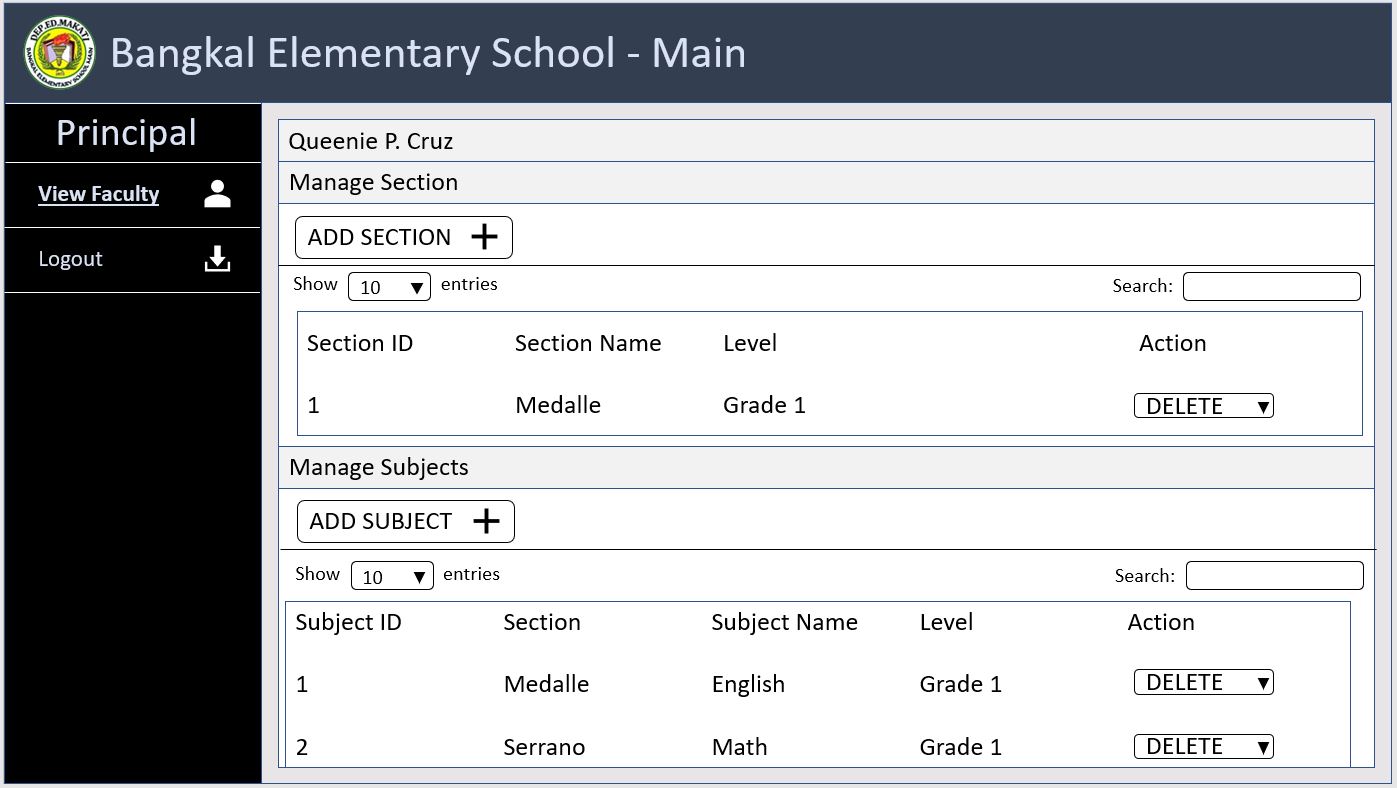 DEP.ED.MAKATI
BANGKAL ELEMENTARY SCHOOL MAIN
Bangkal Elementary School - Main
Principal
View Faculty
Logout
Queenie P. Cruz
Manage Section
ADD SECTION +
Show 10 ▼ entries Search:
Section ID Section Name Level Action
1 Medalle Grade 1 DELETE ▼
Manage Subjects
ADD SUBJECT +
Show 10 ▼ entries Search:
Subject ID Section Subject Name Level Action
1 Medalle English Grade 1 DELETE ▼
2 Serrano Math Grade 1 DELETE ▼